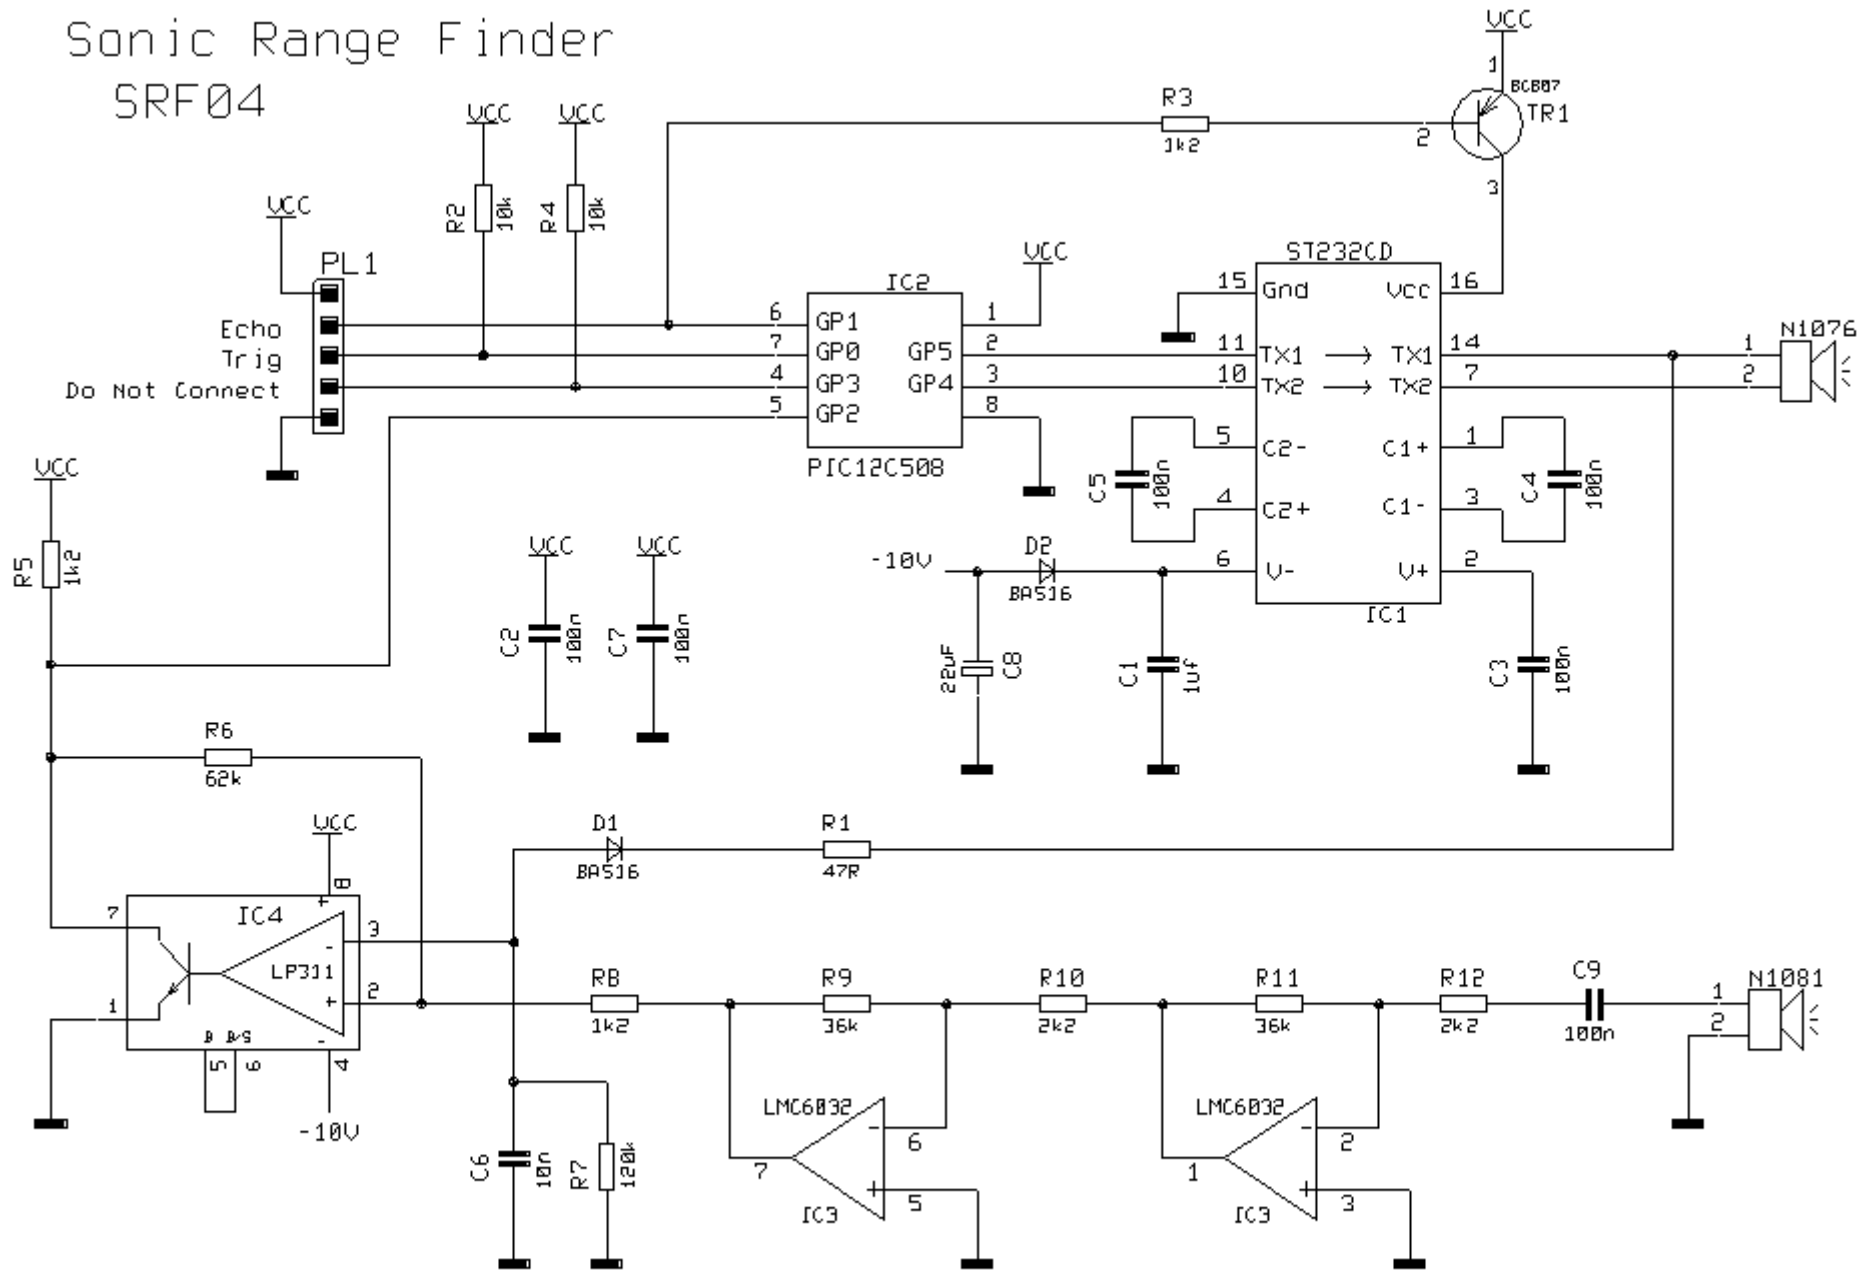 Sonic Range Finder
SRF04
VCC
1
BC807
TR1
2
3
R3
1k2
VCC
R2
10k
VCC
R4
10k
VCC
PL1
Echo
Trig
Do Not Connect
IC2
6 GP1
7 GP0
4 GP3
5 GP2
1
GP5 2
GP4 3
8
PIC12C508
VCC
ST232CD
15 Gnd
Vcc 16
11 TX1
TX1 14
10 TX2
TX2 7
5 C2-
C1+ 1
4 C2+
C1- 3
6 V-
V+ 2
IC1
N1076
1
2
C5
100n
C4
100n
-10V
D2
BAS16
22uF
C8
C1
1uf
C3
100n
VCC
R5
1k2
VCC
C2
100n
VCC
C7
100n
R6
62k
D1
BAS16
R1
47R
VCC
8
+
7
IC4
LP311
-
3
+
2
1
-
5
6
4
-10V
R8
1k2
R9
36k
R10
2k2
R11
36k
R12
2k2
C9
100n
N1081
1
2
C6
10n
R7
120k
LMC6032
-
6
7
+
5
IC3
LMC6032
-
2
1
+
3
IC3